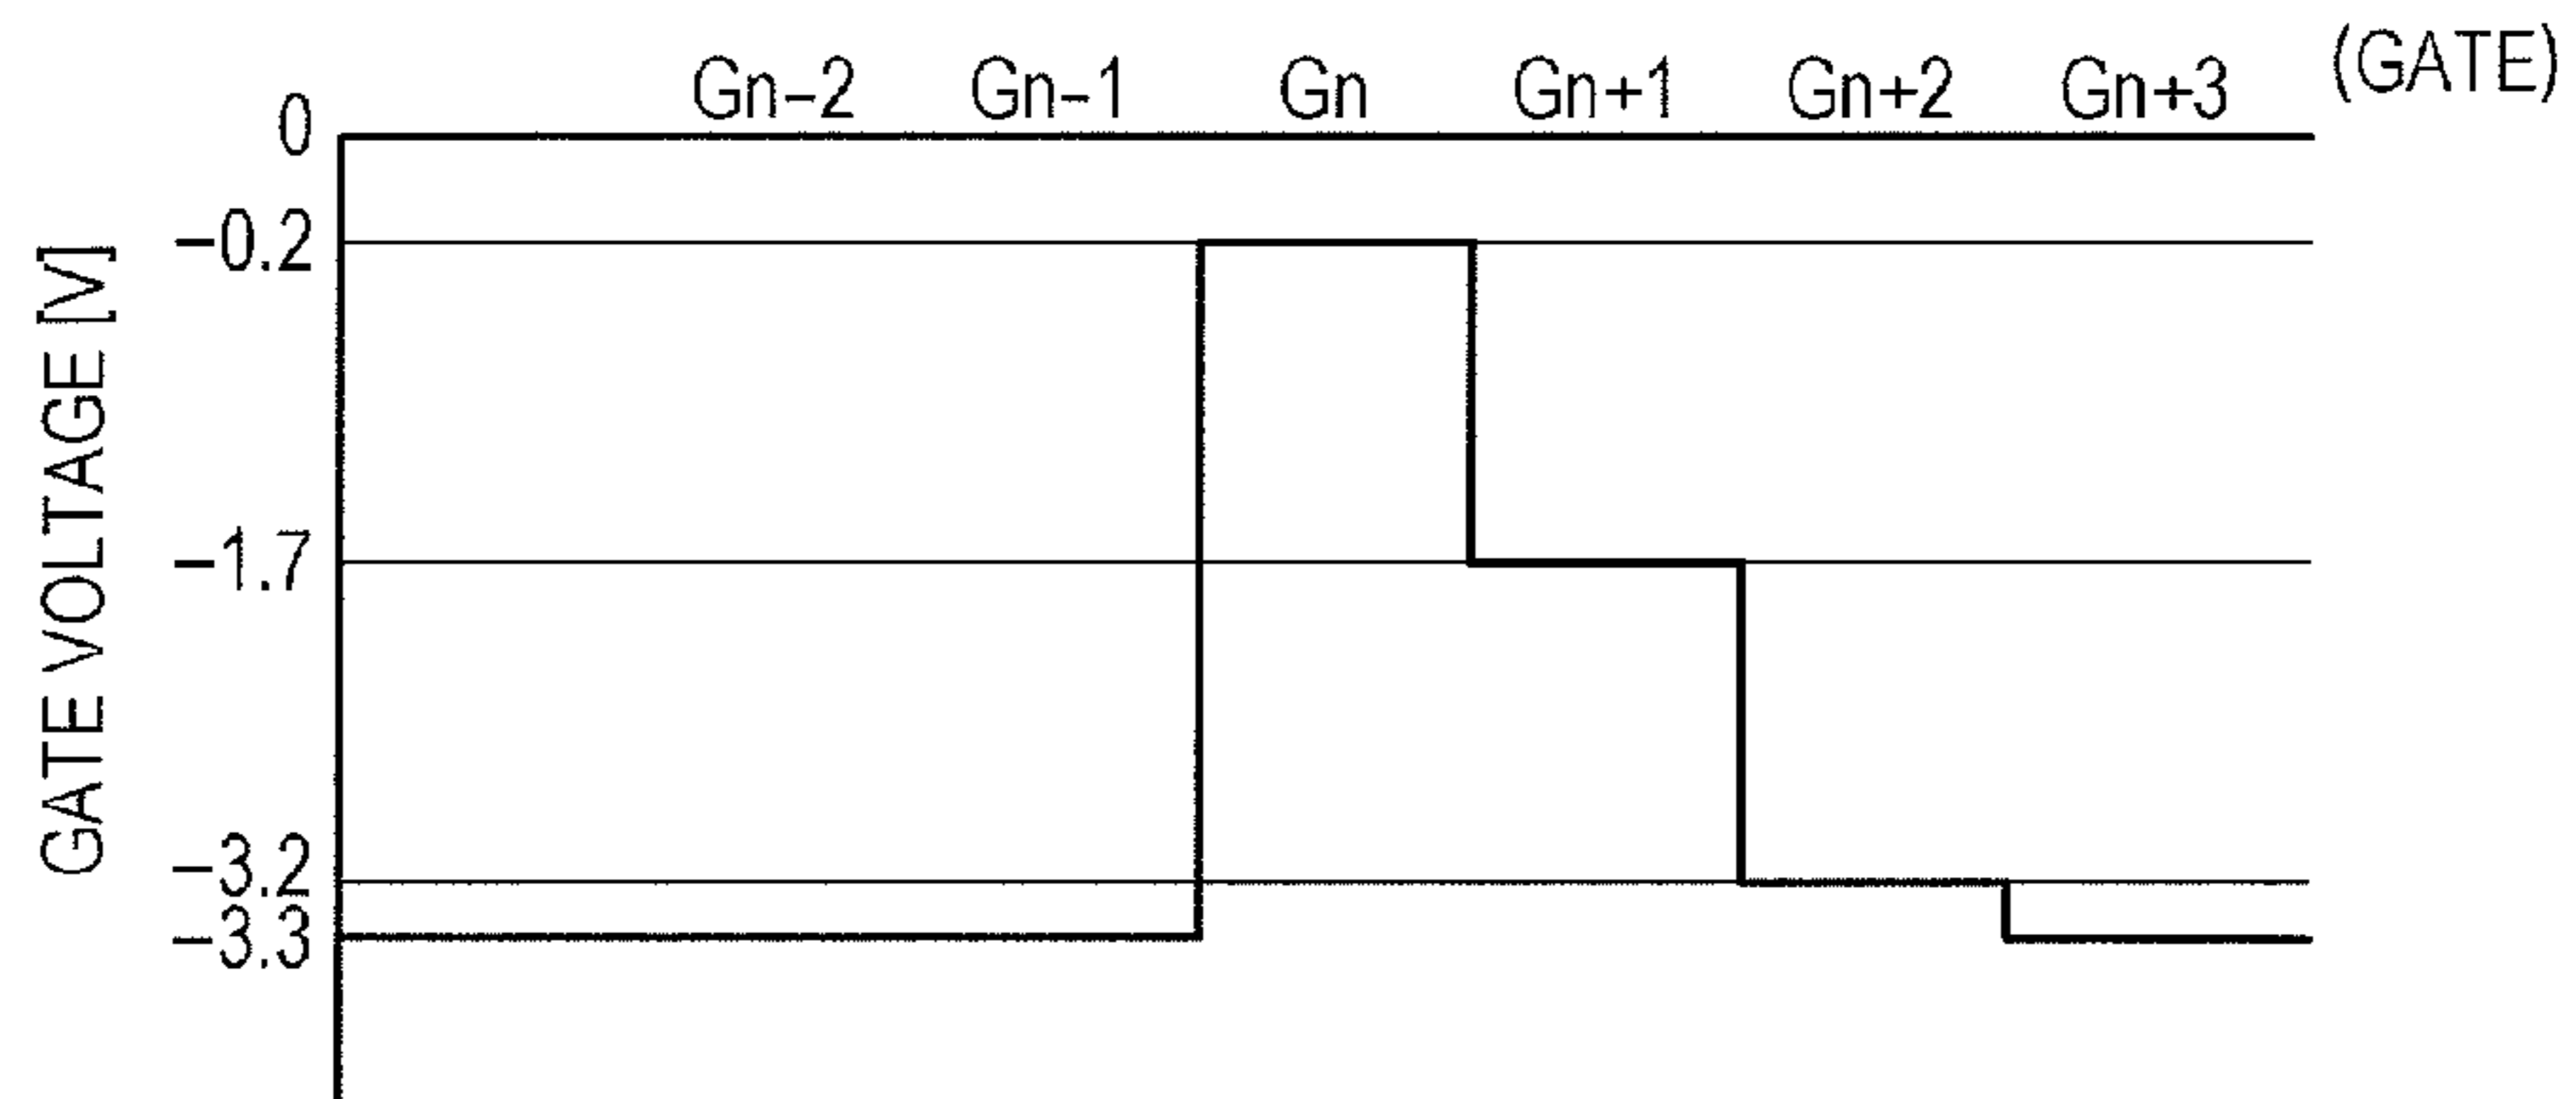 (GATE)
Gn-2 Gn-1 Gn Gn+1 Gn+2 Gn+3
0
-0.2
-1.7
-3.2
-3.3
GATE VOLTAGE [V]